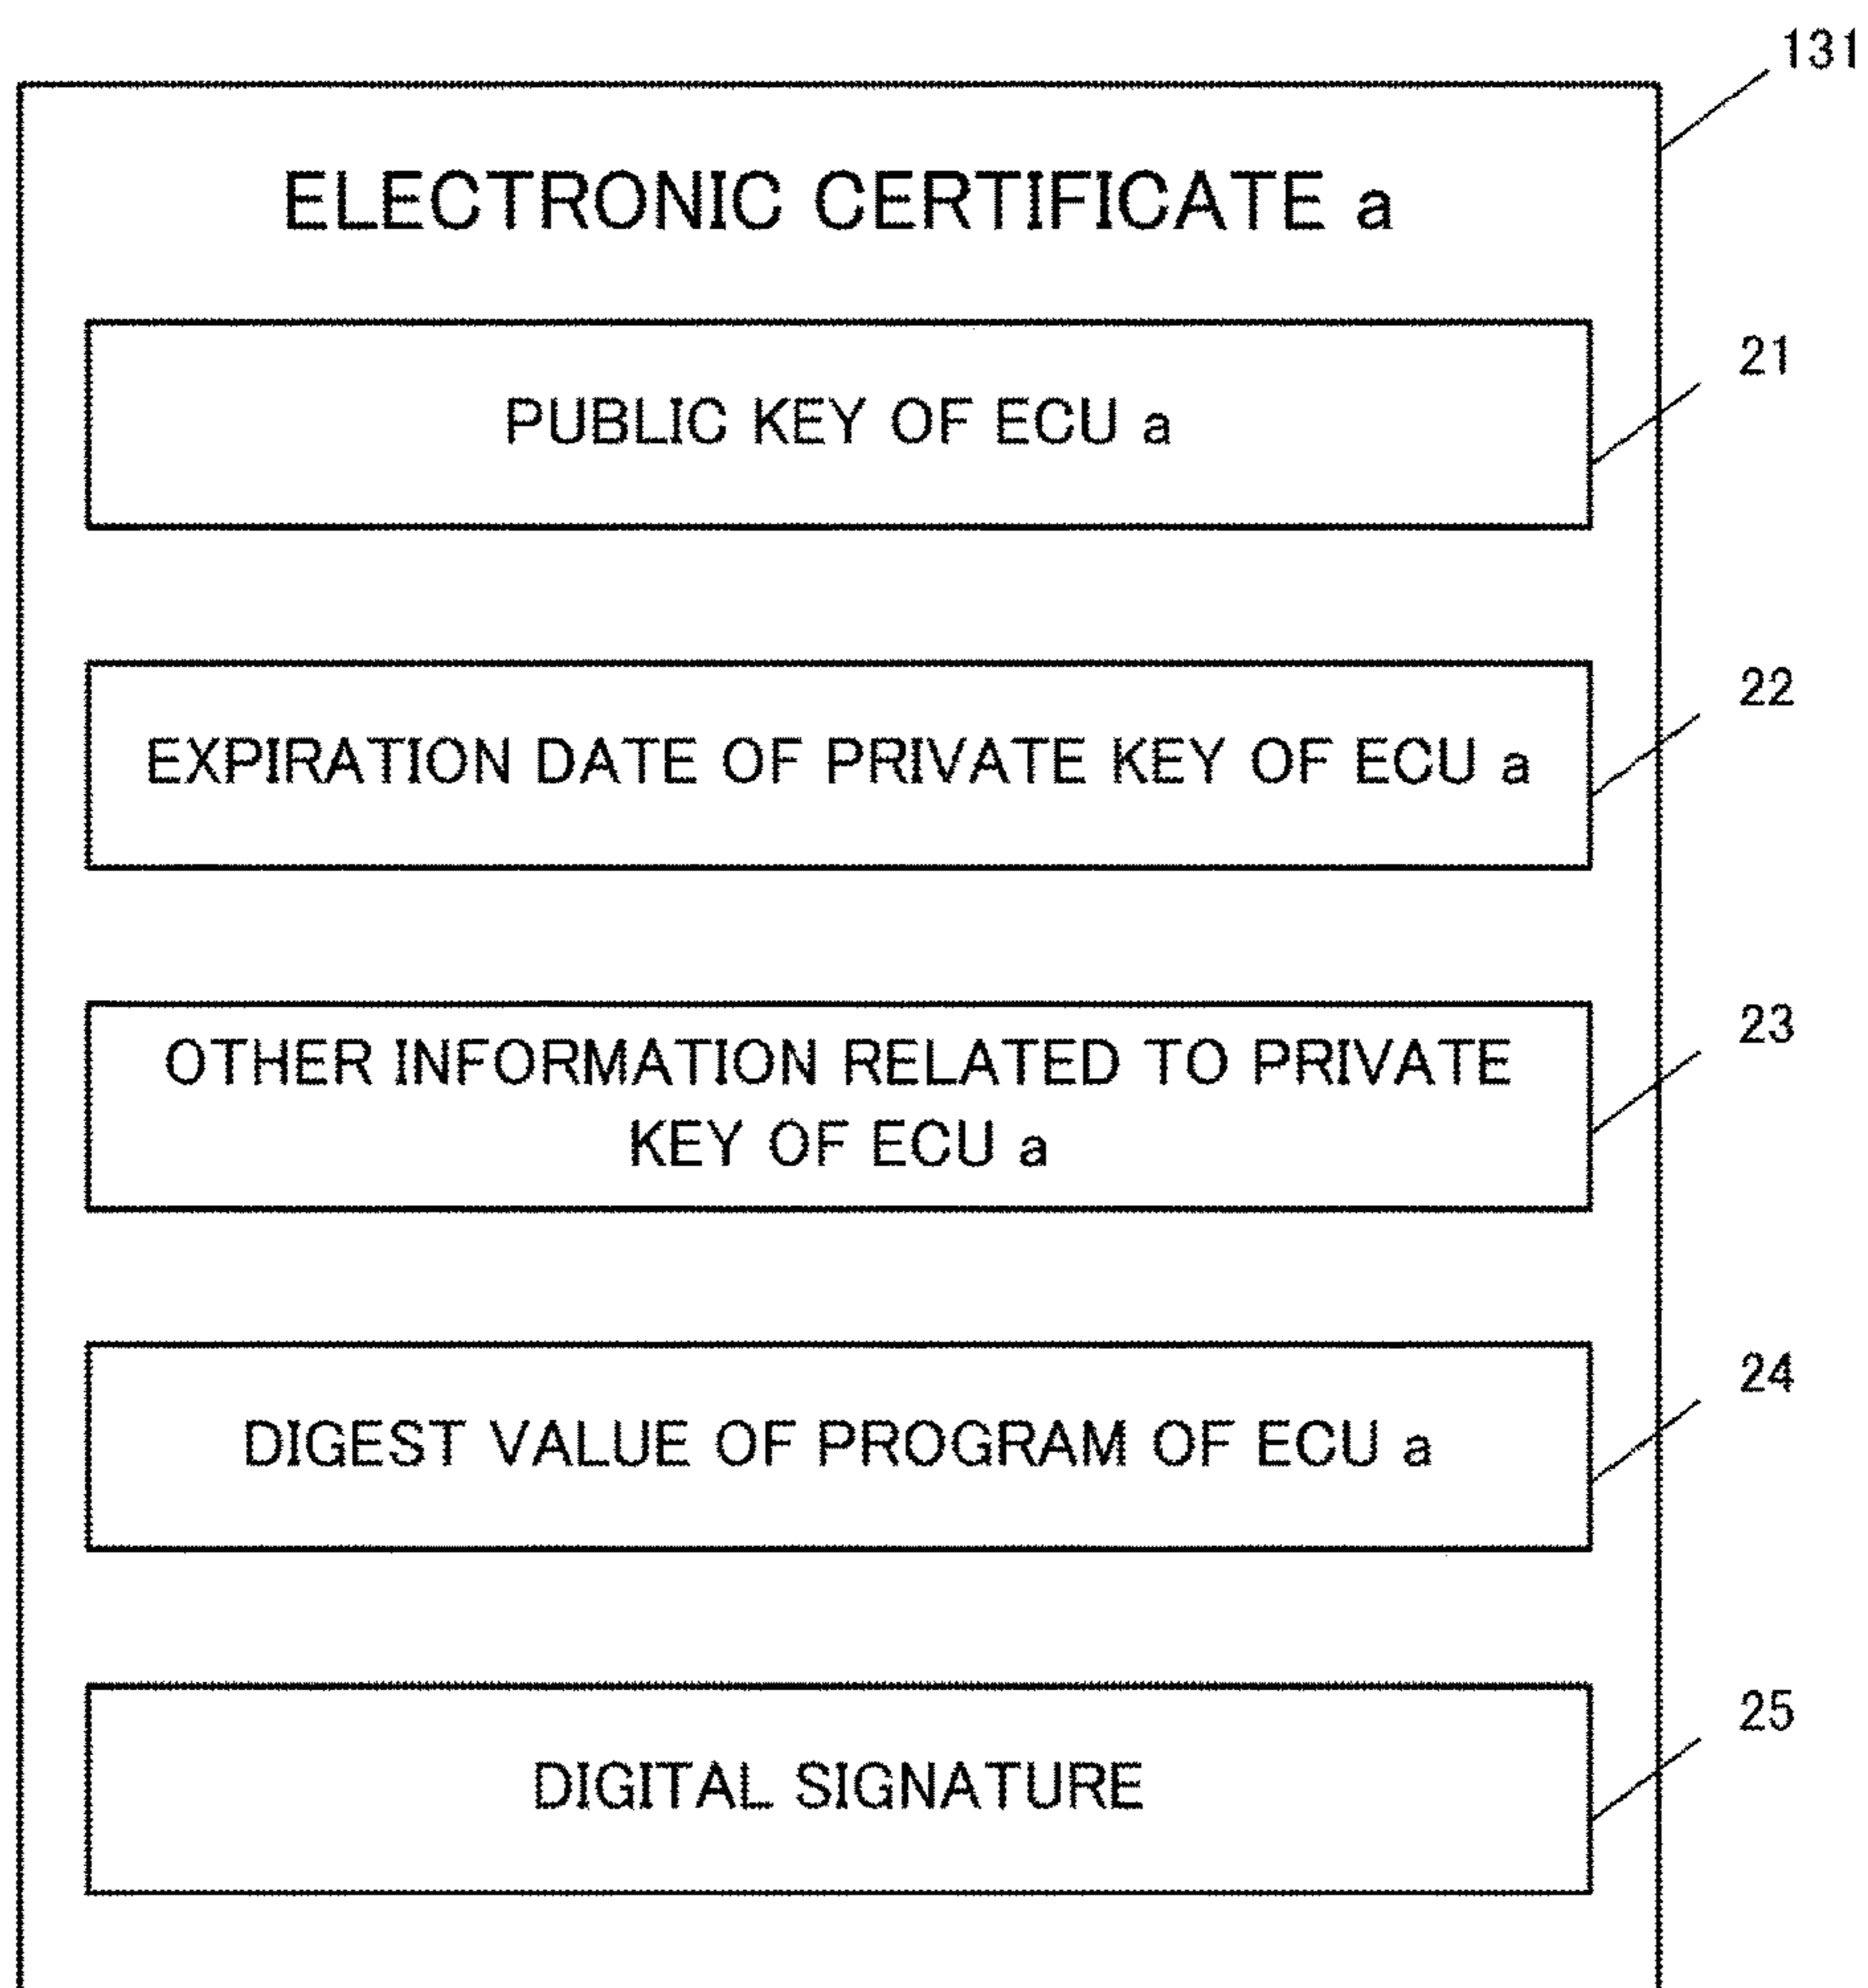 131
ELECTRONIC CERTIFICATE a
21
PUBLIC KEY OF ECU a
22
EXPIRATION DATE OF PRIVATE KEY OF ECU a
23
OTHER INFORMATION RELATED TO PRIVATE
KEY OF ECU a
24
DIGEST VALUE OF PROGRAM OF ECU a
25
DIGITAL SIGNATURE